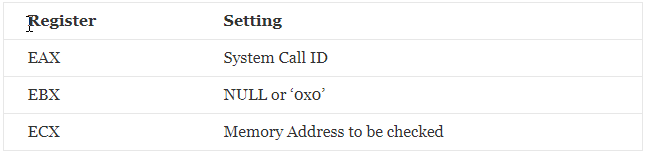 Register Setting
EAX System Call ID
EBX NULL or ‘0x0’
ECX Memory Address to be checked